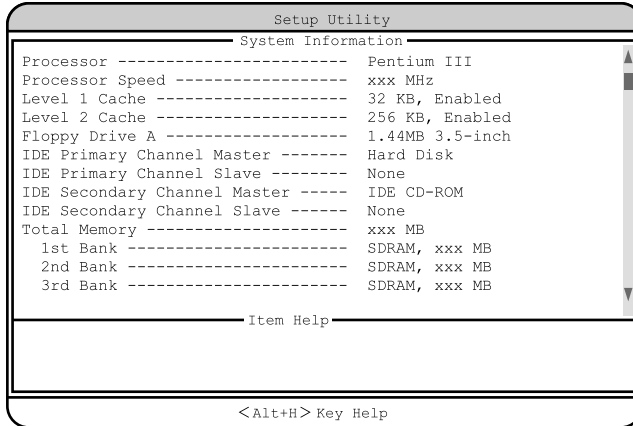 Setup Utility
System Information
Processor ----------------------- Pentium III
Processor Speed ----------------- xxx MHz
Level 1 Cache ------------------- 32 KB, Enabled
Level 2 Cache ------------------- 256 KB, Enabled
Floppy Drive A ------------------ 1.44MB 3.5-inch
IDE Primary Channel Master ------- Hard Disk
IDE Primary Channel Slave -------- None
IDE Secondary Channel Master ----- IDE CD-ROM
IDE Secondary Channel Slave ------ None
Total Memory -------------------- xxx MB
1st Bank ---------------------- SDRAM, xxx MB
2nd Bank ---------------------- SDRAM, xxx MB
3rd Bank ---------------------- SDRAM, xxx MB
Item Help
<Alt+H> Key Help